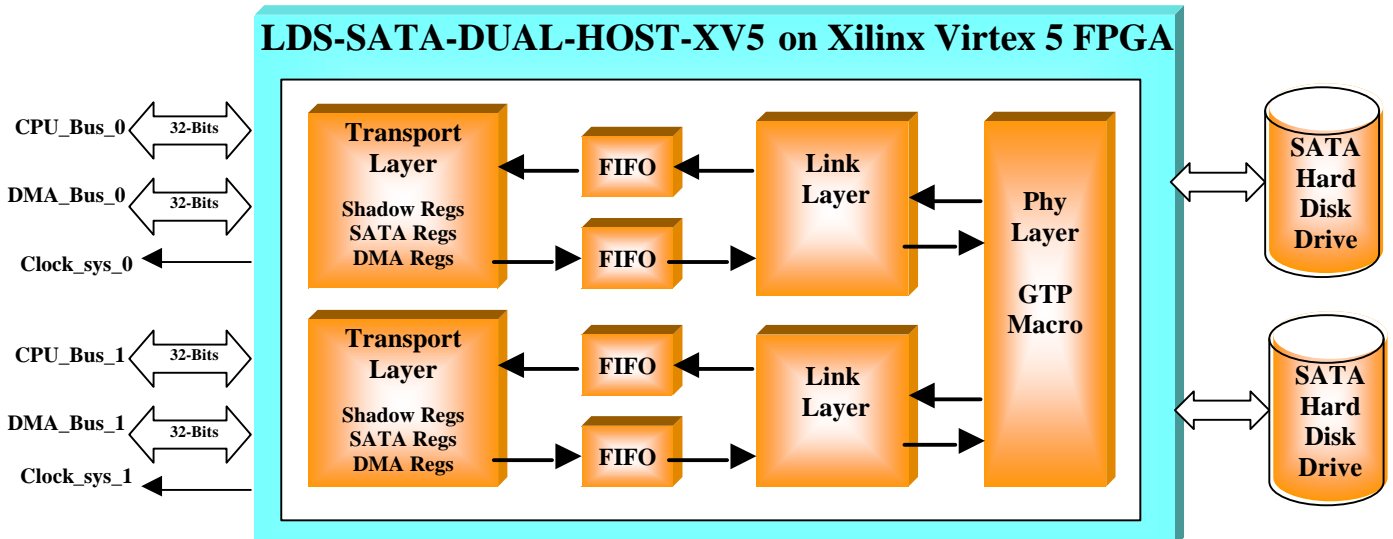 LDS-SATA-DUAL-HOST-XV5 on Xilinx Virtex 5 FPGA
CPU_Bus_0
32-Bits
DMA_Bus_0
32-Bits
Clock_sys_0
Transport
Layer
Shadow Regs
SATA Regs
DMA Regs
FIFO
FIFO
Link
Layer
Phy
Layer
GTP
Macro
SATA
Hard
Disk
Drive
CPU_Bus_1
32-Bits
DMA_Bus_1
32-Bits
Clock_sys_1
Transport
Layer
Shadow Regs
SATA Regs
DMA Regs
FIFO
FIFO
Link
Layer
SATA
Hard
Disk
Drive